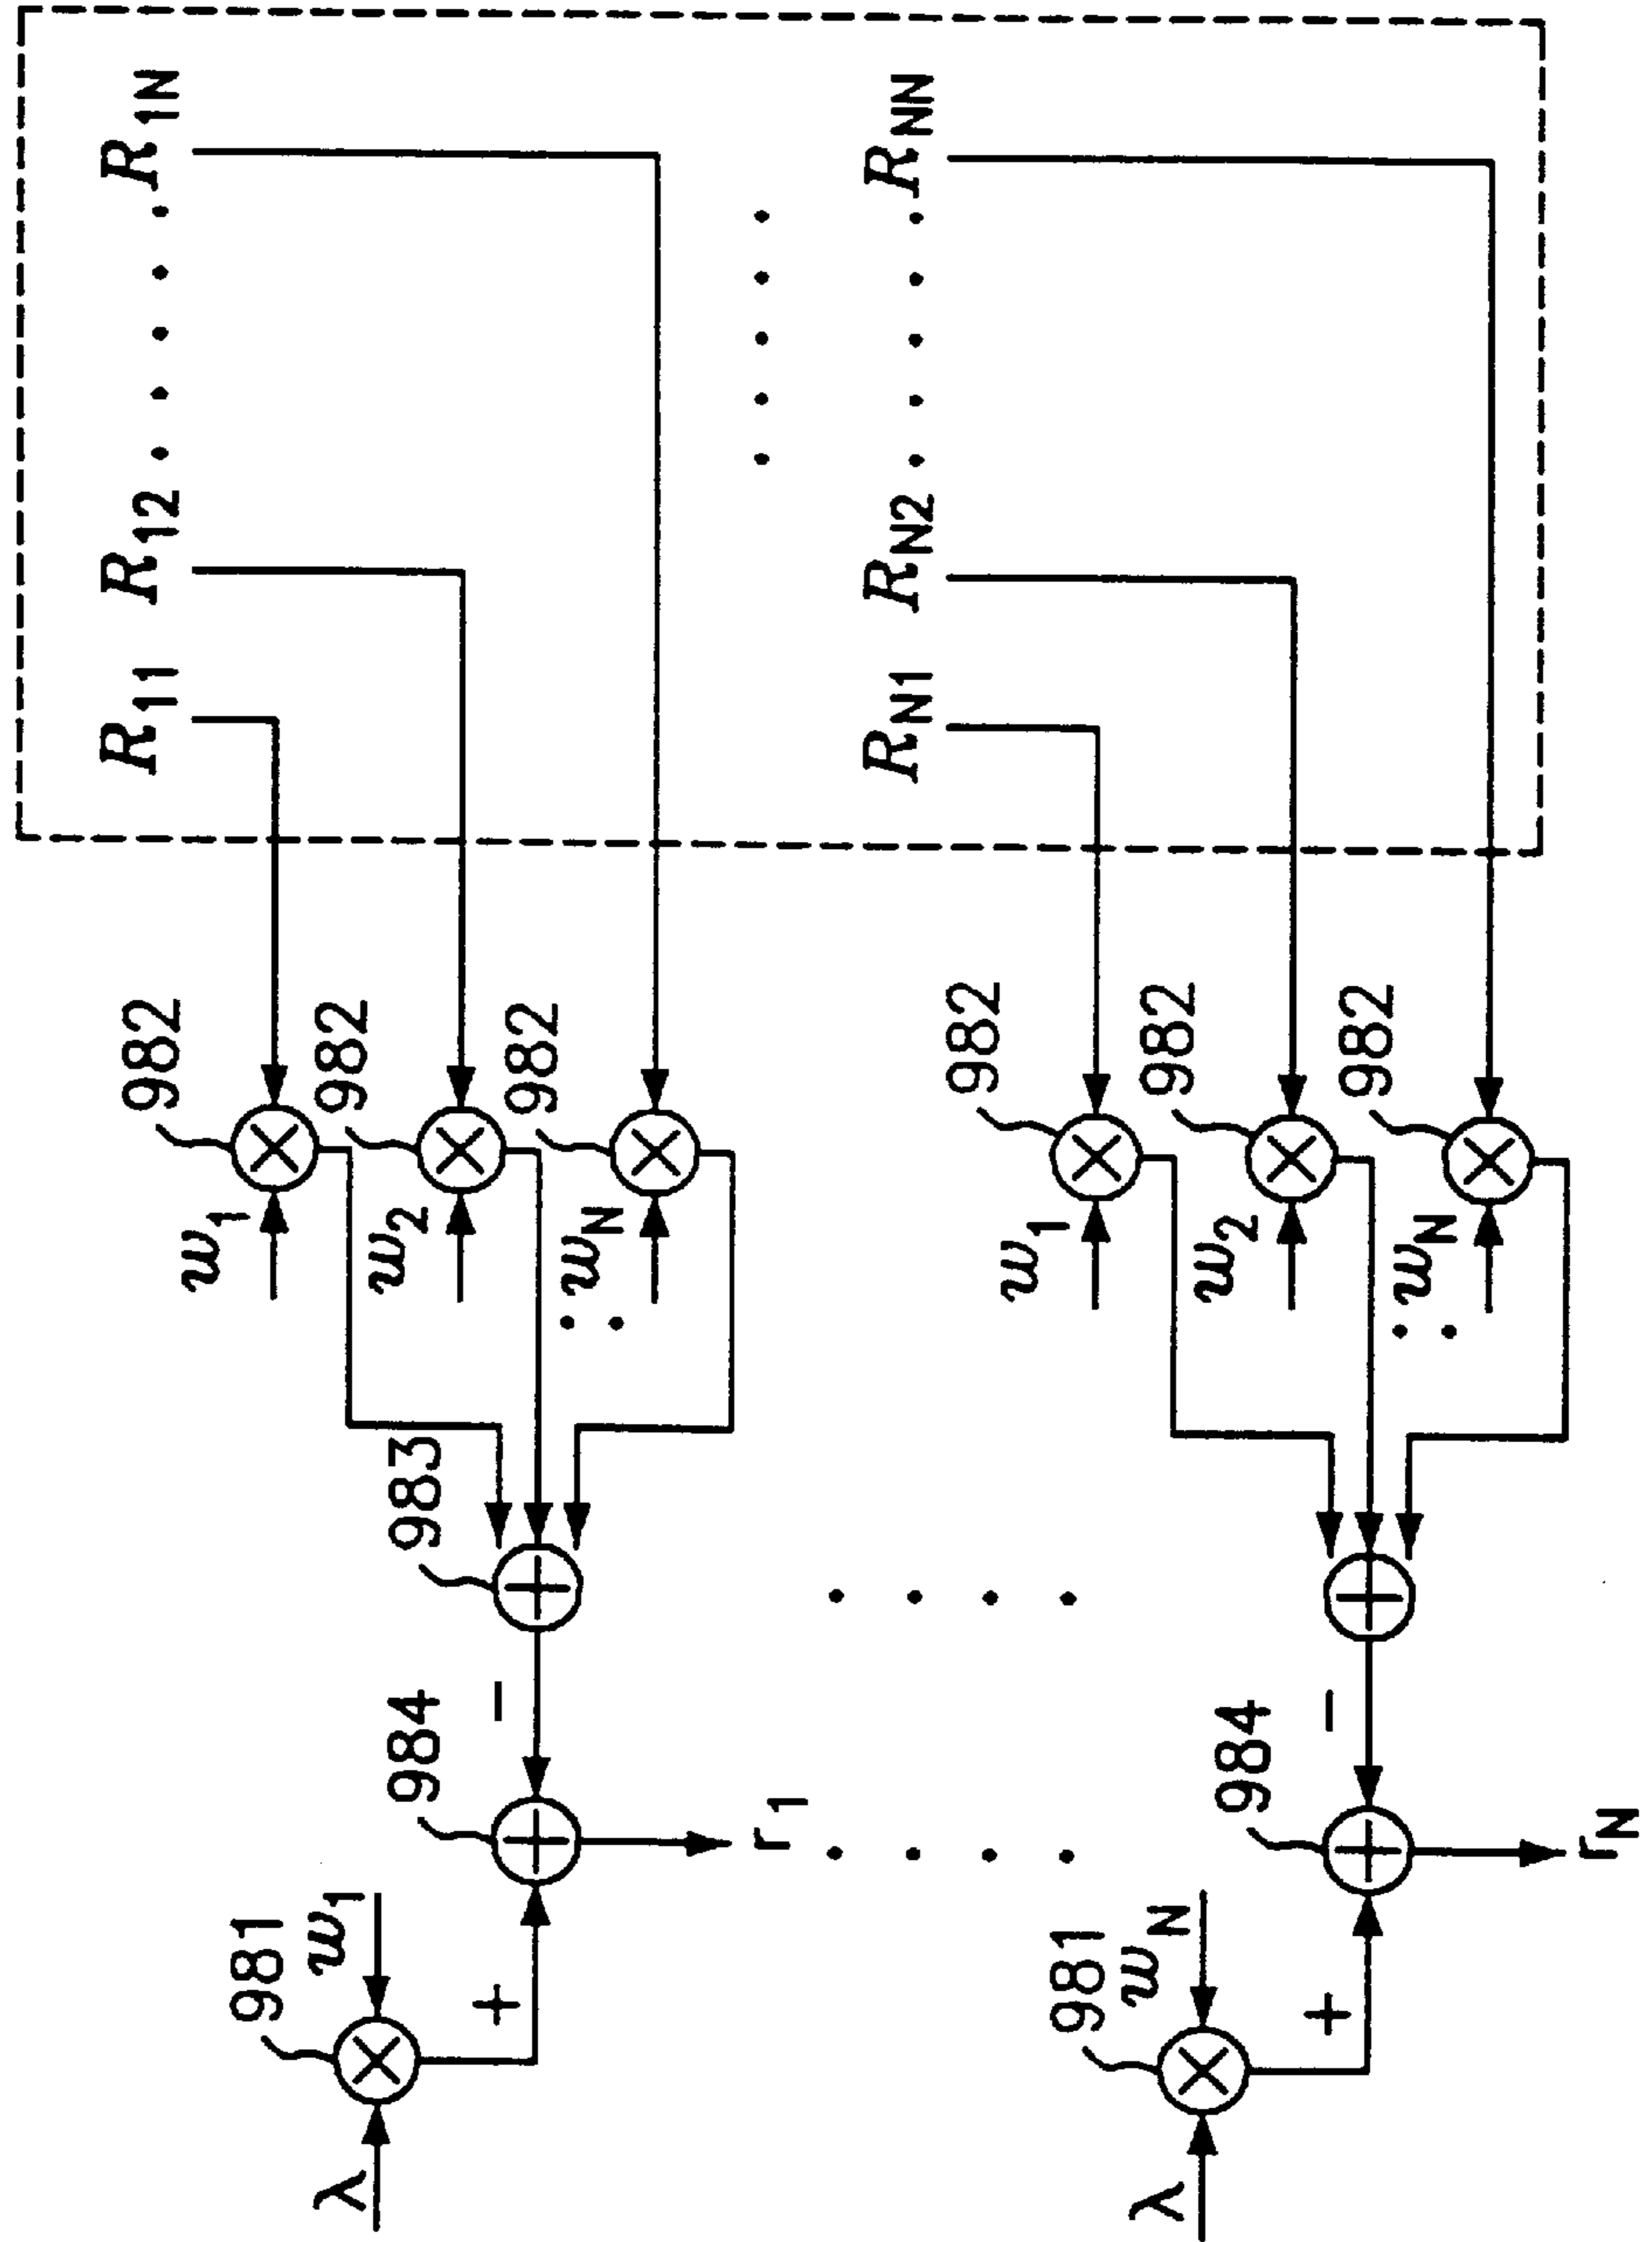 R11 R12 . . . . . R1N
982
w1
982
w2
982
wN
983
984
−
981
w1
λ
+
r1
RN1 RN2 . . . . . RNN
982
w1
982
w2
982
wN
984
−
981
wN
λ
+
rN